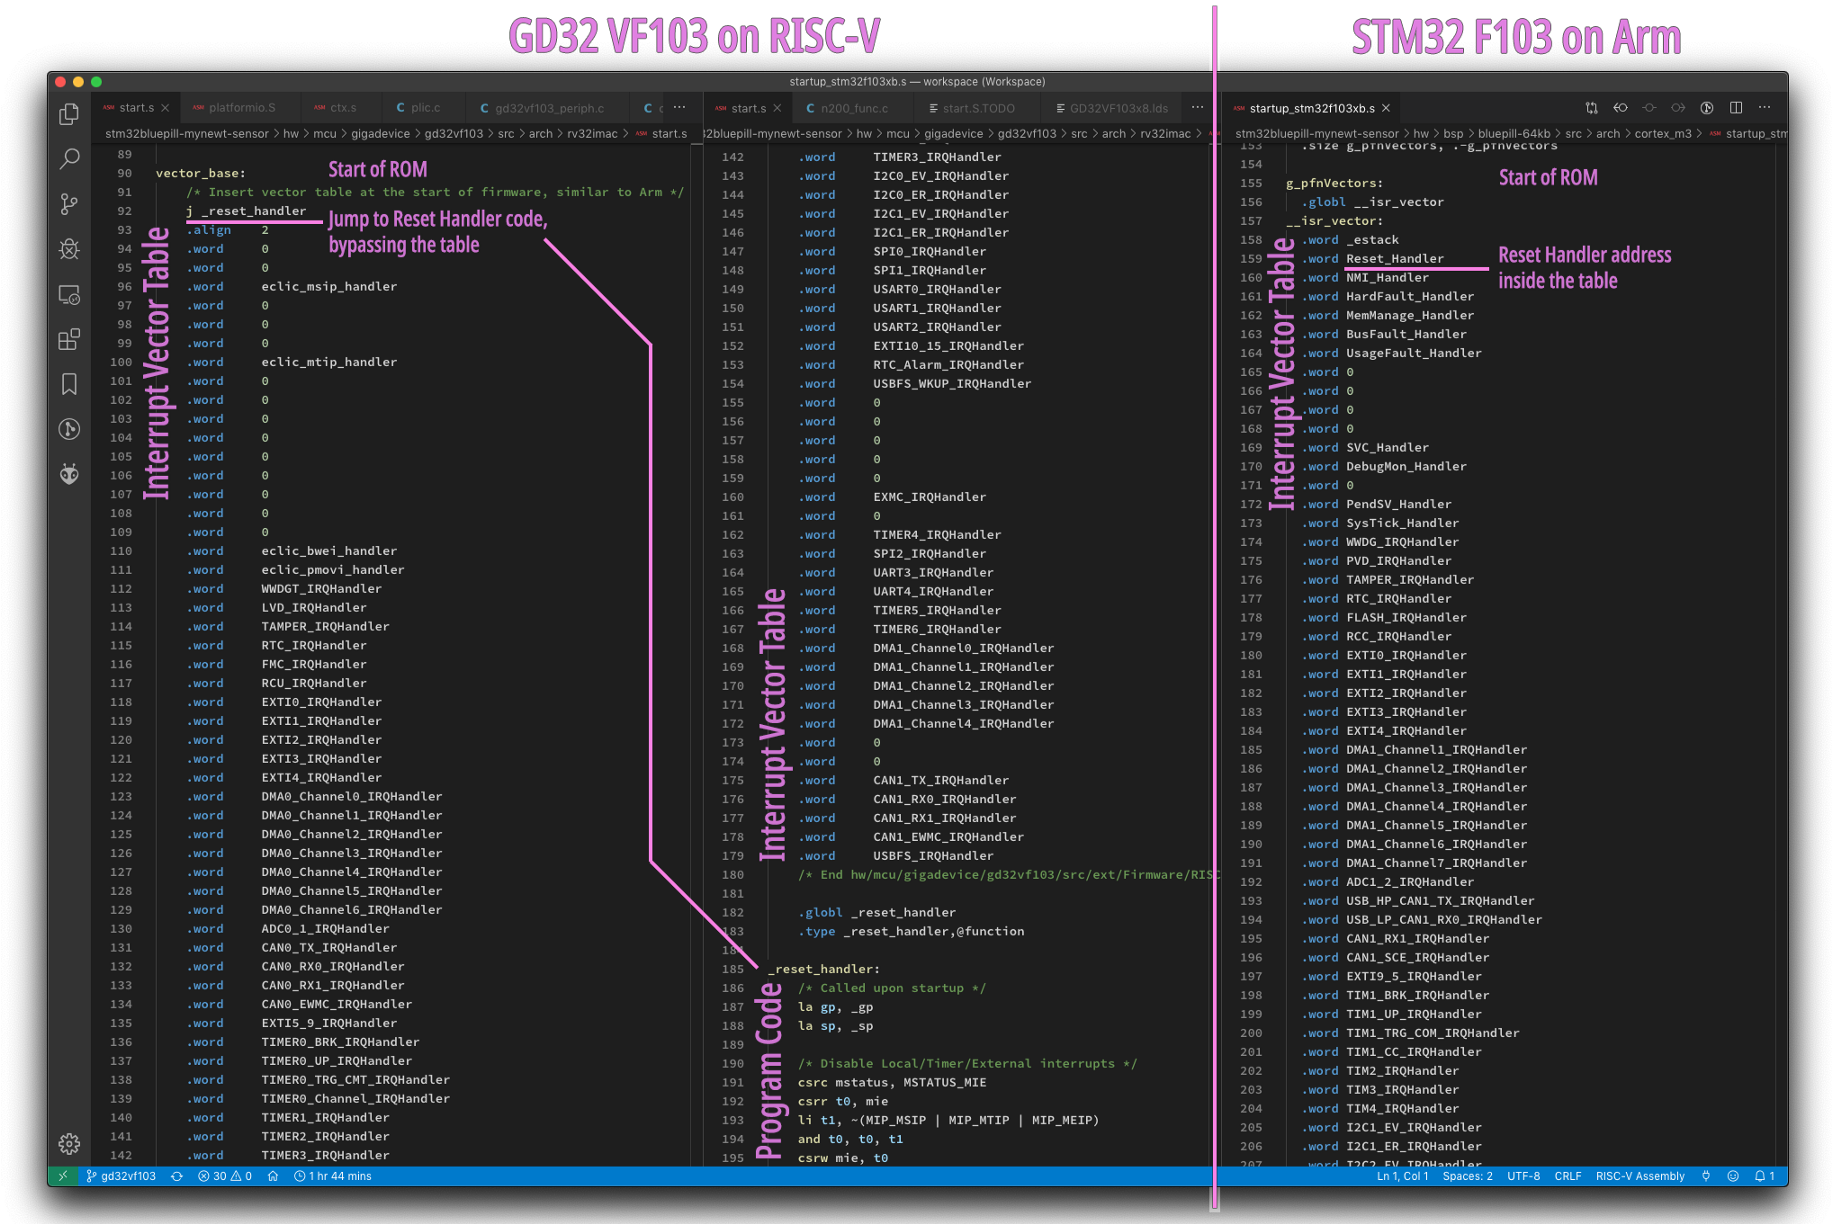 GD32 VF103 on RISC-V
STM32 F103 on Arm
startup_stm32f103xb.s — workspace (Workspace)
start.s
platformio.S
ctx.s
plic.c
gd32vf103_periph.c
stm32bluepill-mynewt-sensor > hw > mcu > gigadevice > gd32vf103 > src > arch > rv32imac > start.s
Start of ROM
Jump to Reset Handler code,
bypassing the table
Interrupt Vector Table
89
90 vector_base:
91 /* Insert vector table at the start of firmware, similar to Arm */
92 j _reset_handler
93 .align 2
94 .word 0
95 .word 0
96 .word eclic_msip_handler
97 .word 0
98 .word 0
99 .word 0
100 .word eclic_mtip_handler
101 .word 0
102 .word 0
103 .word 0
104 .word 0
105 .word 0
106 .word 0
107 .word 0
108 .word 0
109 .word 0
110 .word eclic_bwei_handler
111 .word eclic_pmovi_handler
112 .word WWDGT_IRQHandler
113 .word LVD_IRQHandler
114 .word TAMPER_IRQHandler
115 .word RTC_IRQHandler
116 .word FMC_IRQHandler
117 .word RCU_IRQHandler
118 .word EXTI0_IRQHandler
119 .word EXTI1_IRQHandler
120 .word EXTI2_IRQHandler
121 .word EXTI3_IRQHandler
122 .word EXTI4_IRQHandler
123 .word DMA0_Channel0_IRQHandler
124 .word DMA0_Channel1_IRQHandler
125 .word DMA0_Channel2_IRQHandler
126 .word DMA0_Channel3_IRQHandler
127 .word DMA0_Channel4_IRQHandler
128 .word DMA0_Channel5_IRQHandler
129 .word DMA0_Channel6_IRQHandler
130 .word ADC0_1_IRQHandler
131 .word CAN0_TX_IRQHandler
132 .word CAN0_RX0_IRQHandler
133 .word CAN0_RX1_IRQHandler
134 .word CAN0_EWMC_IRQHandler
135 .word EXTI5_9_IRQHandler
136 .word TIMER0_BRK_IRQHandler
137 .word TIMER0_UP_IRQHandler
138 .word TIMER0_TRG_CMT_IRQHandler
139 .word TIMER0_Channel_IRQHandler
140 .word TIMER1_IRQHandler
141 .word TIMER2_IRQHandler
142 .word TIMER3_IRQHandler
start.s
n200_func.c
start.S.TODO
GD32VF103x8.lds
32bluepill-mynewt-sensor > hw > mcu > gigadevice > gd32vf103 > src > arch > rv32imac >
Interrupt Vector Table
Program Code
142 .word TIMER3_IRQHandler
143 .word I2C0_EV_IRQHandler
144 .word I2C0_ER_IRQHandler
145 .word I2C1_EV_IRQHandler
146 .word I2C1_ER_IRQHandler
147 .word SPI0_IRQHandler
148 .word SPI1_IRQHandler
149 .word USART0_IRQHandler
150 .word USART1_IRQHandler
151 .word USART2_IRQHandler
152 .word EXTI10_15_IRQHandler
153 .word RTC_Alarm_IRQHandler
154 .word USBFS_WKUP_IRQHandler
155 .word 0
156 .word 0
157 .word 0
158 .word 0
159 .word 0
160 .word EXMC_IRQHandler
161 .word 0
162 .word TIMER4_IRQHandler
163 .word SPI2_IRQHandler
164 .word UART3_IRQHandler
165 .word UART4_IRQHandler
166 .word TIMER5_IRQHandler
167 .word TIMER6_IRQHandler
168 .word DMA1_Channel0_IRQHandler
169 .word DMA1_Channel1_IRQHandler
170 .word DMA1_Channel2_IRQHandler
171 .word DMA1_Channel3_IRQHandler
172 .word DMA1_Channel4_IRQHandler
173 .word 0
174 .word 0
175 .word CAN1_TX_IRQHandler
176 .word CAN1_RX0_IRQHandler
177 .word CAN1_RX1_IRQHandler
178 .word CAN1_EWMC_IRQHandler
179 .word USBFS_IRQHandler
180 /* End hw/mcu/gigadevice/gd32vf103/src/ext/Firmware/RISC
181
182 .globl _reset_handler
183 .type _reset_handler,@function
184
185 _reset_handler:
186 /* Called upon startup */
187 la gp, _gp
188 la sp, _sp
189
190 /* Disable Local/Timer/External interrupts */
191 csrc mstatus, MSTATUS_MIE
192 csrr t0, mie
193 li t1, ~(MIP_MSIP | MIP_MTIP | MIP_MEIP)
194 and t0, t0, t1
195 csrw mie, t0
startup_stm32f103xb.s
stm32bluepill-mynewt-sensor > hw > bsp > bluepill-64kb > src > arch > cortex_m3 > startup_stm
Start of ROM
Reset Handler address
inside the table
Interrupt Vector Table
153 .size g_pfnVectors, .-g_pfnVectors
154
155 g_pfnVectors:
156 .globl __isr_vector
157 __isr_vector:
158 .word _estack
159 .word Reset_Handler
160 .word NMI_Handler
161 .word HardFault_Handler
162 .word MemManage_Handler
163 .word BusFault_Handler
164 .word UsageFault_Handler
165 .word 0
166 .word 0
167 .word 0
168 .word 0
169 .word SVC_Handler
170 .word DebugMon_Handler
171 .word 0
172 .word PendSV_Handler
173 .word SysTick_Handler
174 .word WWDG_IRQHandler
175 .word PVD_IRQHandler
176 .word TAMPER_IRQHandler
177 .word RTC_IRQHandler
178 .word FLASH_IRQHandler
179 .word RCC_IRQHandler
180 .word EXTI0_IRQHandler
181 .word EXTI1_IRQHandler
182 .word EXTI2_IRQHandler
183 .word EXTI3_IRQHandler
184 .word EXTI4_IRQHandler
185 .word DMA1_Channel1_IRQHandler
186 .word DMA1_Channel2_IRQHandler
187 .word DMA1_Channel3_IRQHandler
188 .word DMA1_Channel4_IRQHandler
189 .word DMA1_Channel5_IRQHandler
190 .word DMA1_Channel6_IRQHandler
191 .word DMA1_Channel7_IRQHandler
192 .word ADC1_2_IRQHandler
193 .word USB_HP_CAN1_TX_IRQHandler
194 .word USB_LP_CAN1_RX0_IRQHandler
195 .word CAN1_RX1_IRQHandler
196 .word CAN1_SCE_IRQHandler
197 .word EXTI9_5_IRQHandler
198 .word TIM1_BRK_IRQHandler
199 .word TIM1_UP_IRQHandler
200 .word TIM1_TRG_COM_IRQHandler
201 .word TIM1_CC_IRQHandler
202 .word TIM2_IRQHandler
203 .word TIM3_IRQHandler
204 .word TIM4_IRQHandler
205 .word I2C1_EV_IRQHandler
206 .word I2C1_ER_IRQHandler
207 .word I2C2_EV_IRQHandler
gd32vf103 30 0 1 hr 44 mins Ln 1, Col 1 Spaces: 2 UTF-8 CRLF RISC-V Assembly 1